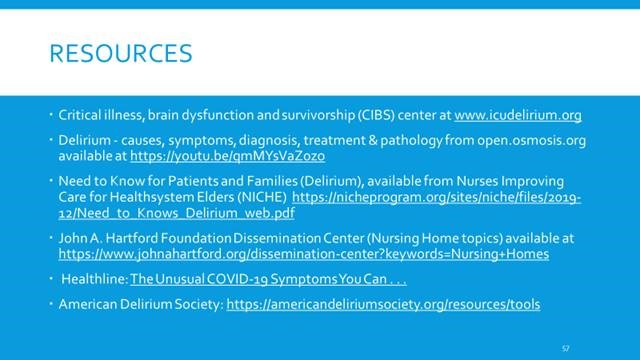 RESOURCES
• Critical illness, brain dysfunction and survivorship (CIBS) center at www.icudelirium.org
• Delirium - causes, symptoms, diagnosis, treatment & pathology from open.osmosis.org
available at https://youtu.be/qmMYsVaZ0z0
• Need to Know for Patients and Families (Delirium), available from Nurses Improving
Care for Healthsystem Elders (NICHE) https://nicheprogram.org/sites/niche/files/2019-
12/Need_to_Knows_Delirium_web.pdf
• John A. Hartford Foundation Dissemination Center (Nursing Home topics) available at
https://www.johnahartford.org/dissemination-center?keywords=Nursing+Homes
• Healthline: The Unusual COVID-19 Symptoms You Can . . .
• American Delirium Society: https://americandeliriumsociety.org/resources/tools
57